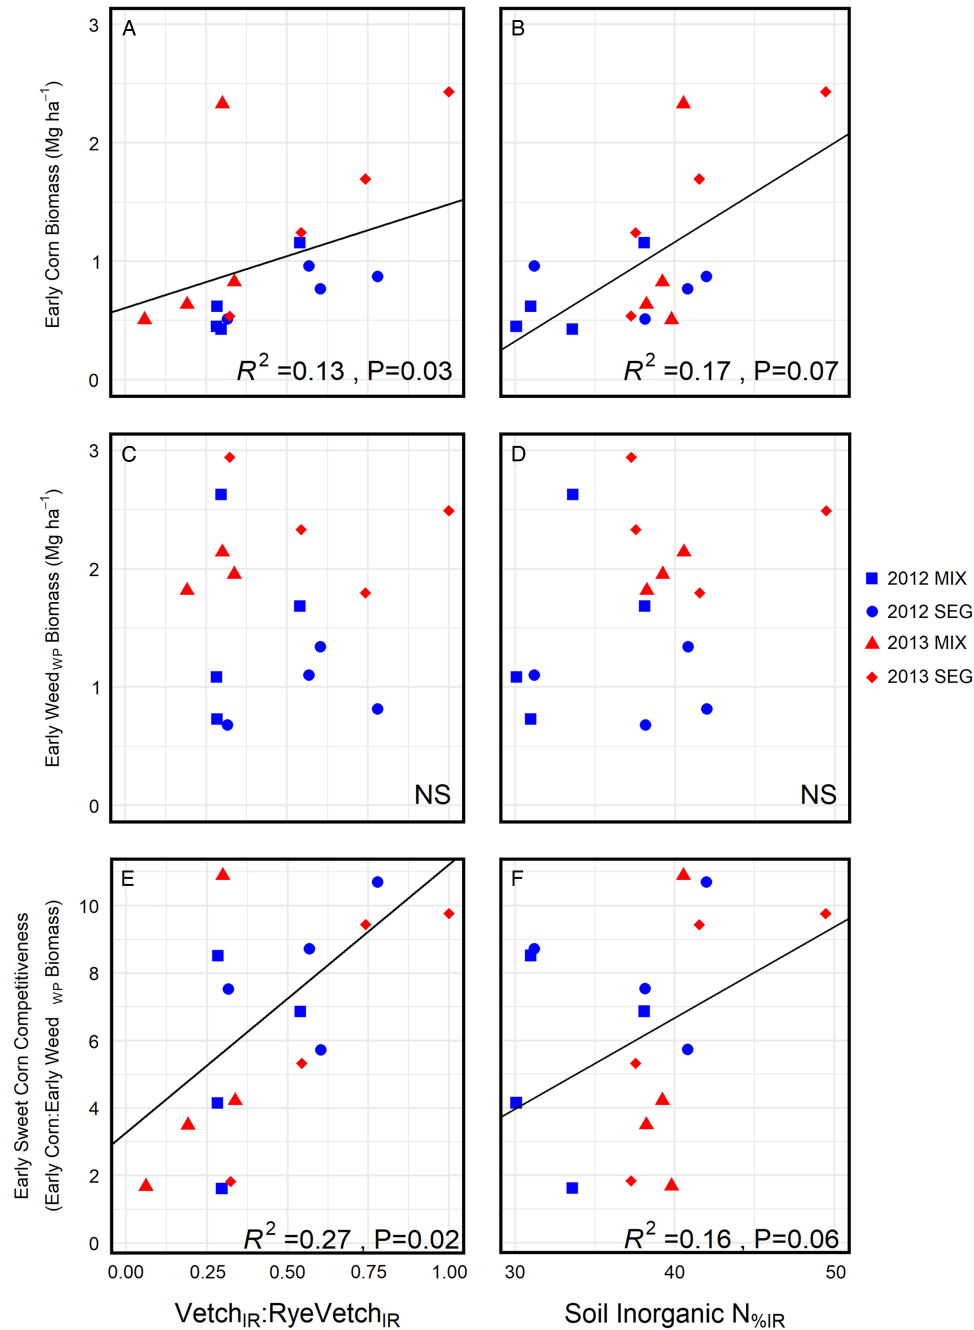 A
Early Corn Biomass (Mg ha⁻¹)
3
2
1
0
R² =0.13 , P=0.03
B
R² =0.17 , P=0.07
C
Early Weed_WP Biomass (Mg ha⁻¹)
3
2
1
0
NS
D
NS
2012 MIX
2012 SEG
2013 MIX
2013 SEG
E
Early Sweet Corn Competitiveness
(Early Corn:Early Weed WP Biomass)
10
8
6
4
2
0
R² =0.27 , P=0.02
0.00 0.25 0.50 0.75 1.00
Vetch_IR:RyeVetch_IR
F
R² =0.16 , P=0.06
30 40 50
Soil Inorganic N_%IR